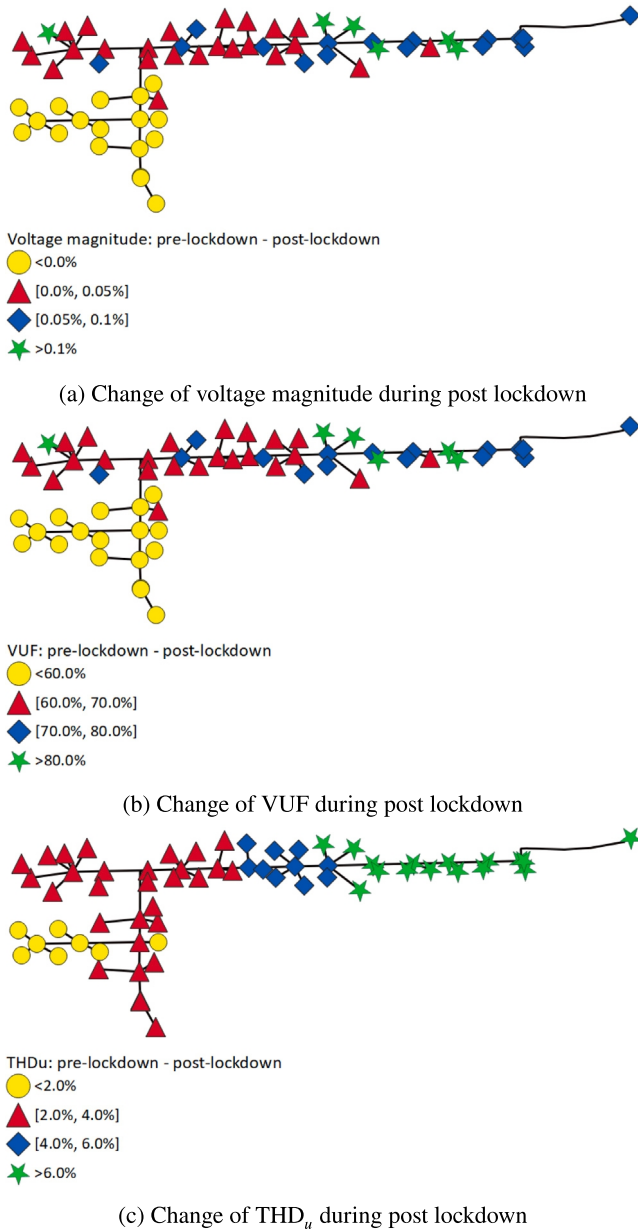 Voltage magnitude: pre-lockdown - post-lockdown
<0.0%
[0.0%, 0.05%]
[0.05%, 0.1%]
>0.1%
(a) Change of voltage magnitude during post lockdown
VUF: pre-lockdown - post-lockdown
<60.0%
[60.0%, 70.0%]
[70.0%, 80.0%]
>80.0%
(b) Change of VUF during post lockdown
THDu: pre-lockdown - post-lockdown
<2.0%
[2.0%, 4.0%]
[4.0%, 6.0%]
>6.0%
(c) Change of THDᵤ during post lockdown